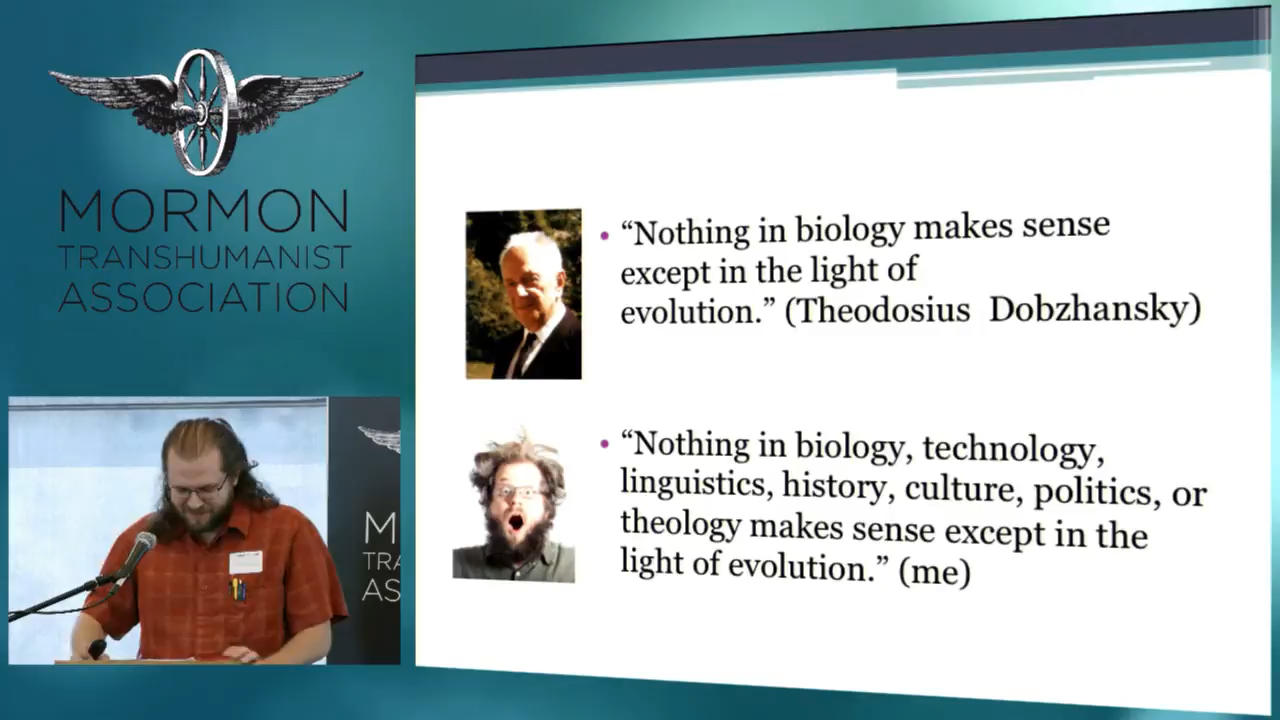 MORMON
TRANSHUMANIST
ASSOCIATION
• “Nothing in biology makes sense
except in the light of
evolution.” (Theodosius Dobzhansky)
• “Nothing in biology, technology,
linguistics, history, culture, politics, or
theology makes sense except in the
light of evolution.” (me)
M
TRA
AS